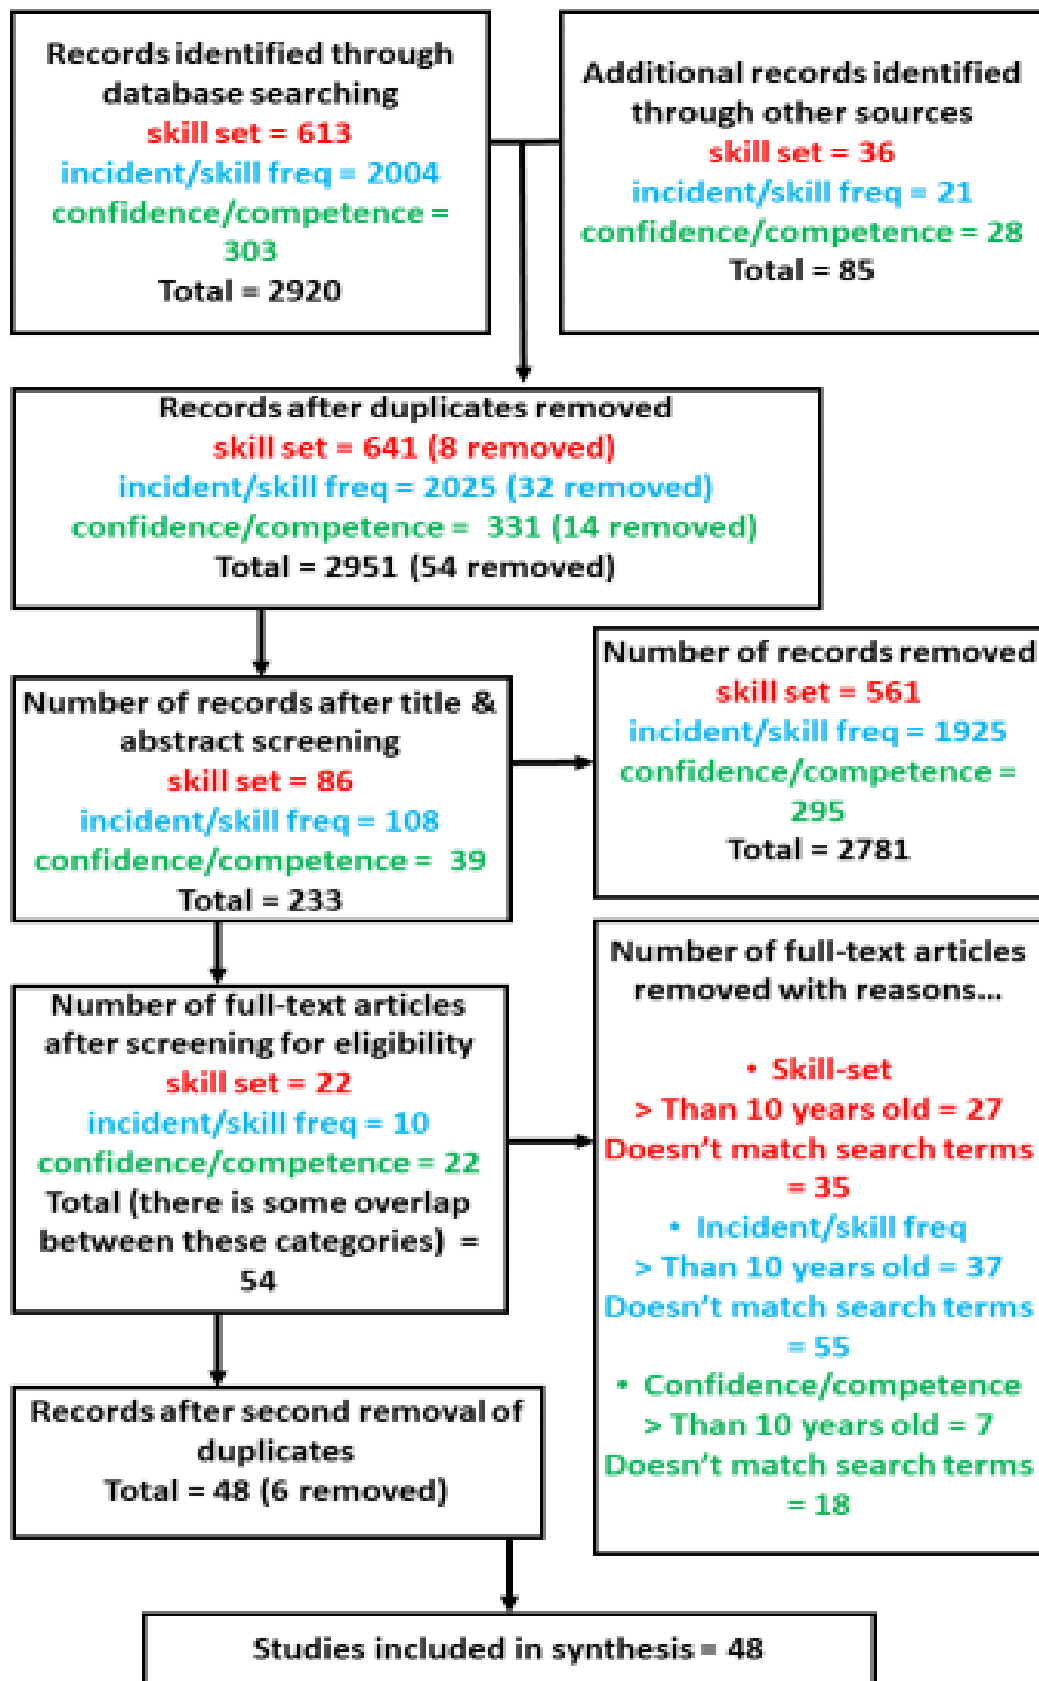 Records identified through
database searching
skill set = 613
incident/skill freq = 2004
confidence/competence =
303
Total = 2920
Additional records identified
through other sources
skill set = 36
incident/skill freq = 21
confidence/competence = 28
Total = 85
Records after duplicates removed
skill set = 641 (8 removed)
incident/skill freq = 2025 (32 removed)
confidence/competence = 331 (14 removed)
Total = 2951 (54 removed)
Number of records after title &
abstract screening
skill set = 86
incident/skill freq = 108
confidence/competence = 39
Total = 233
Number of records removed
skill set = 561
incident/skill freq = 1925
confidence/competence =
295
Total = 2781
Number of full-text articles
after screening for eligibility
skill set = 22
incident/skill freq = 10
confidence/competence = 22
Total (there is some overlap
between these categories) =
54
Number of full-text articles
removed with reasons...
• Skill-set
> Than 10 years old = 27
Doesn't match search terms
= 35
• Incident/skill freq
> Than 10 years old = 37
Doesn't match search terms
= 55
• Confidence/competence
> Than 10 years old = 7
Doesn't match search terms
= 18
Records after second removal of
duplicates
Total = 48 (6 removed)
Studies included in synthesis = 48